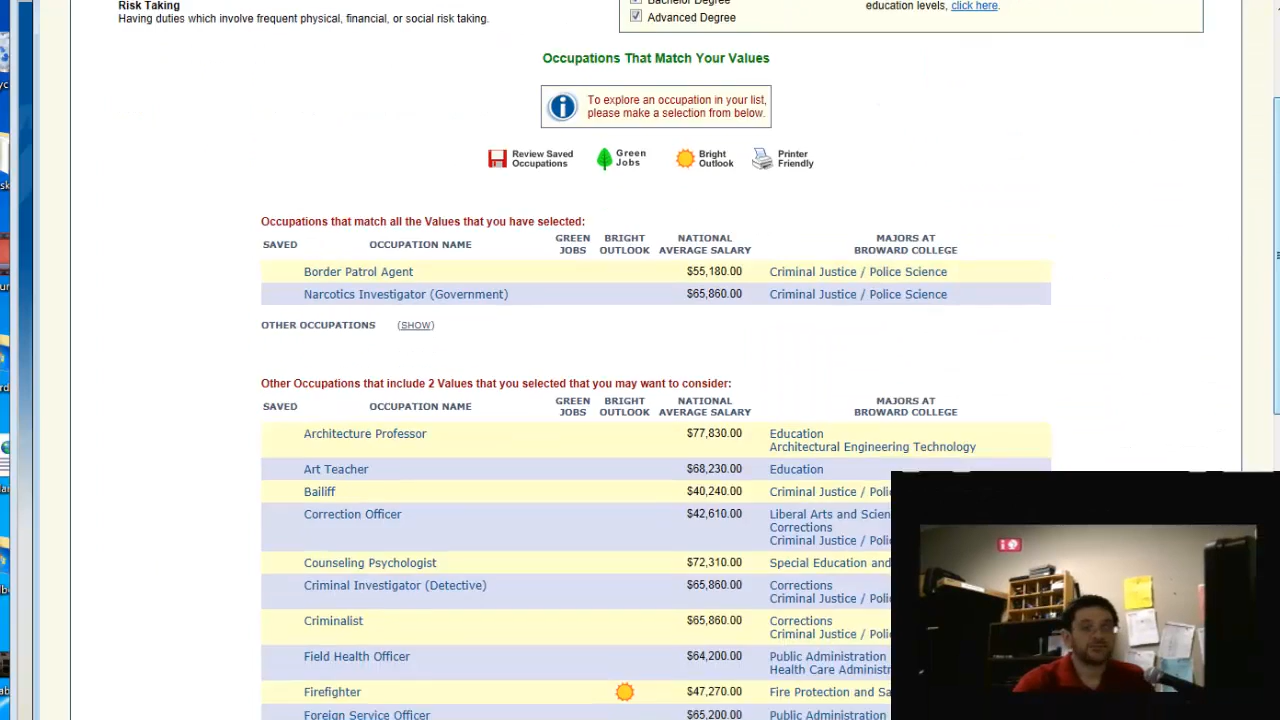 Risk Taking
Having duties which involve frequent physical, financial, or social risk taking.
Bachelor Degree
Advanced Degree
education levels, click here.
Occupations That Match Your Values
To explore an occupation in your list,
please make a selection from below.
Review Saved
Occupations
Green
Jobs
Bright
Outlook
Printer
Friendly
Occupations that match all the Values that you have selected:
SAVED OCCUPATION NAME GREEN JOBS BRIGHT OUTLOOK NATIONAL AVERAGE SALARY MAJORS AT BROWARD COLLEGE
Border Patrol Agent $55,180.00 Criminal Justice / Police Science
Narcotics Investigator (Government) $65,860.00 Criminal Justice / Police Science
OTHER OCCUPATIONS (SHOW)
Other Occupations that include 2 Values that you selected that you may want to consider:
SAVED OCCUPATION NAME GREEN JOBS BRIGHT OUTLOOK NATIONAL AVERAGE SALARY MAJORS AT BROWARD COLLEGE
Architecture Professor $77,830.00 Education
Architectural Engineering Technology
Art Teacher $68,230.00 Education
Bailiff $40,240.00 Criminal Justice /
Correction Officer $42,610.00 Liberal Arts and
Corrections
Criminal Justice /
Counseling Psychologist $72,310.00 Special Education and
Criminal Investigator (Detective) $65,860.00 Corrections
Criminal Justice /
Criminalist $65,860.00 Corrections
Criminal Justice /
Field Health Officer $64,200.00 Public Administration
Health Care
Firefighter $47,270.00 Fire Protection and
Foreign Service Officer $65,200.00 Public Administration